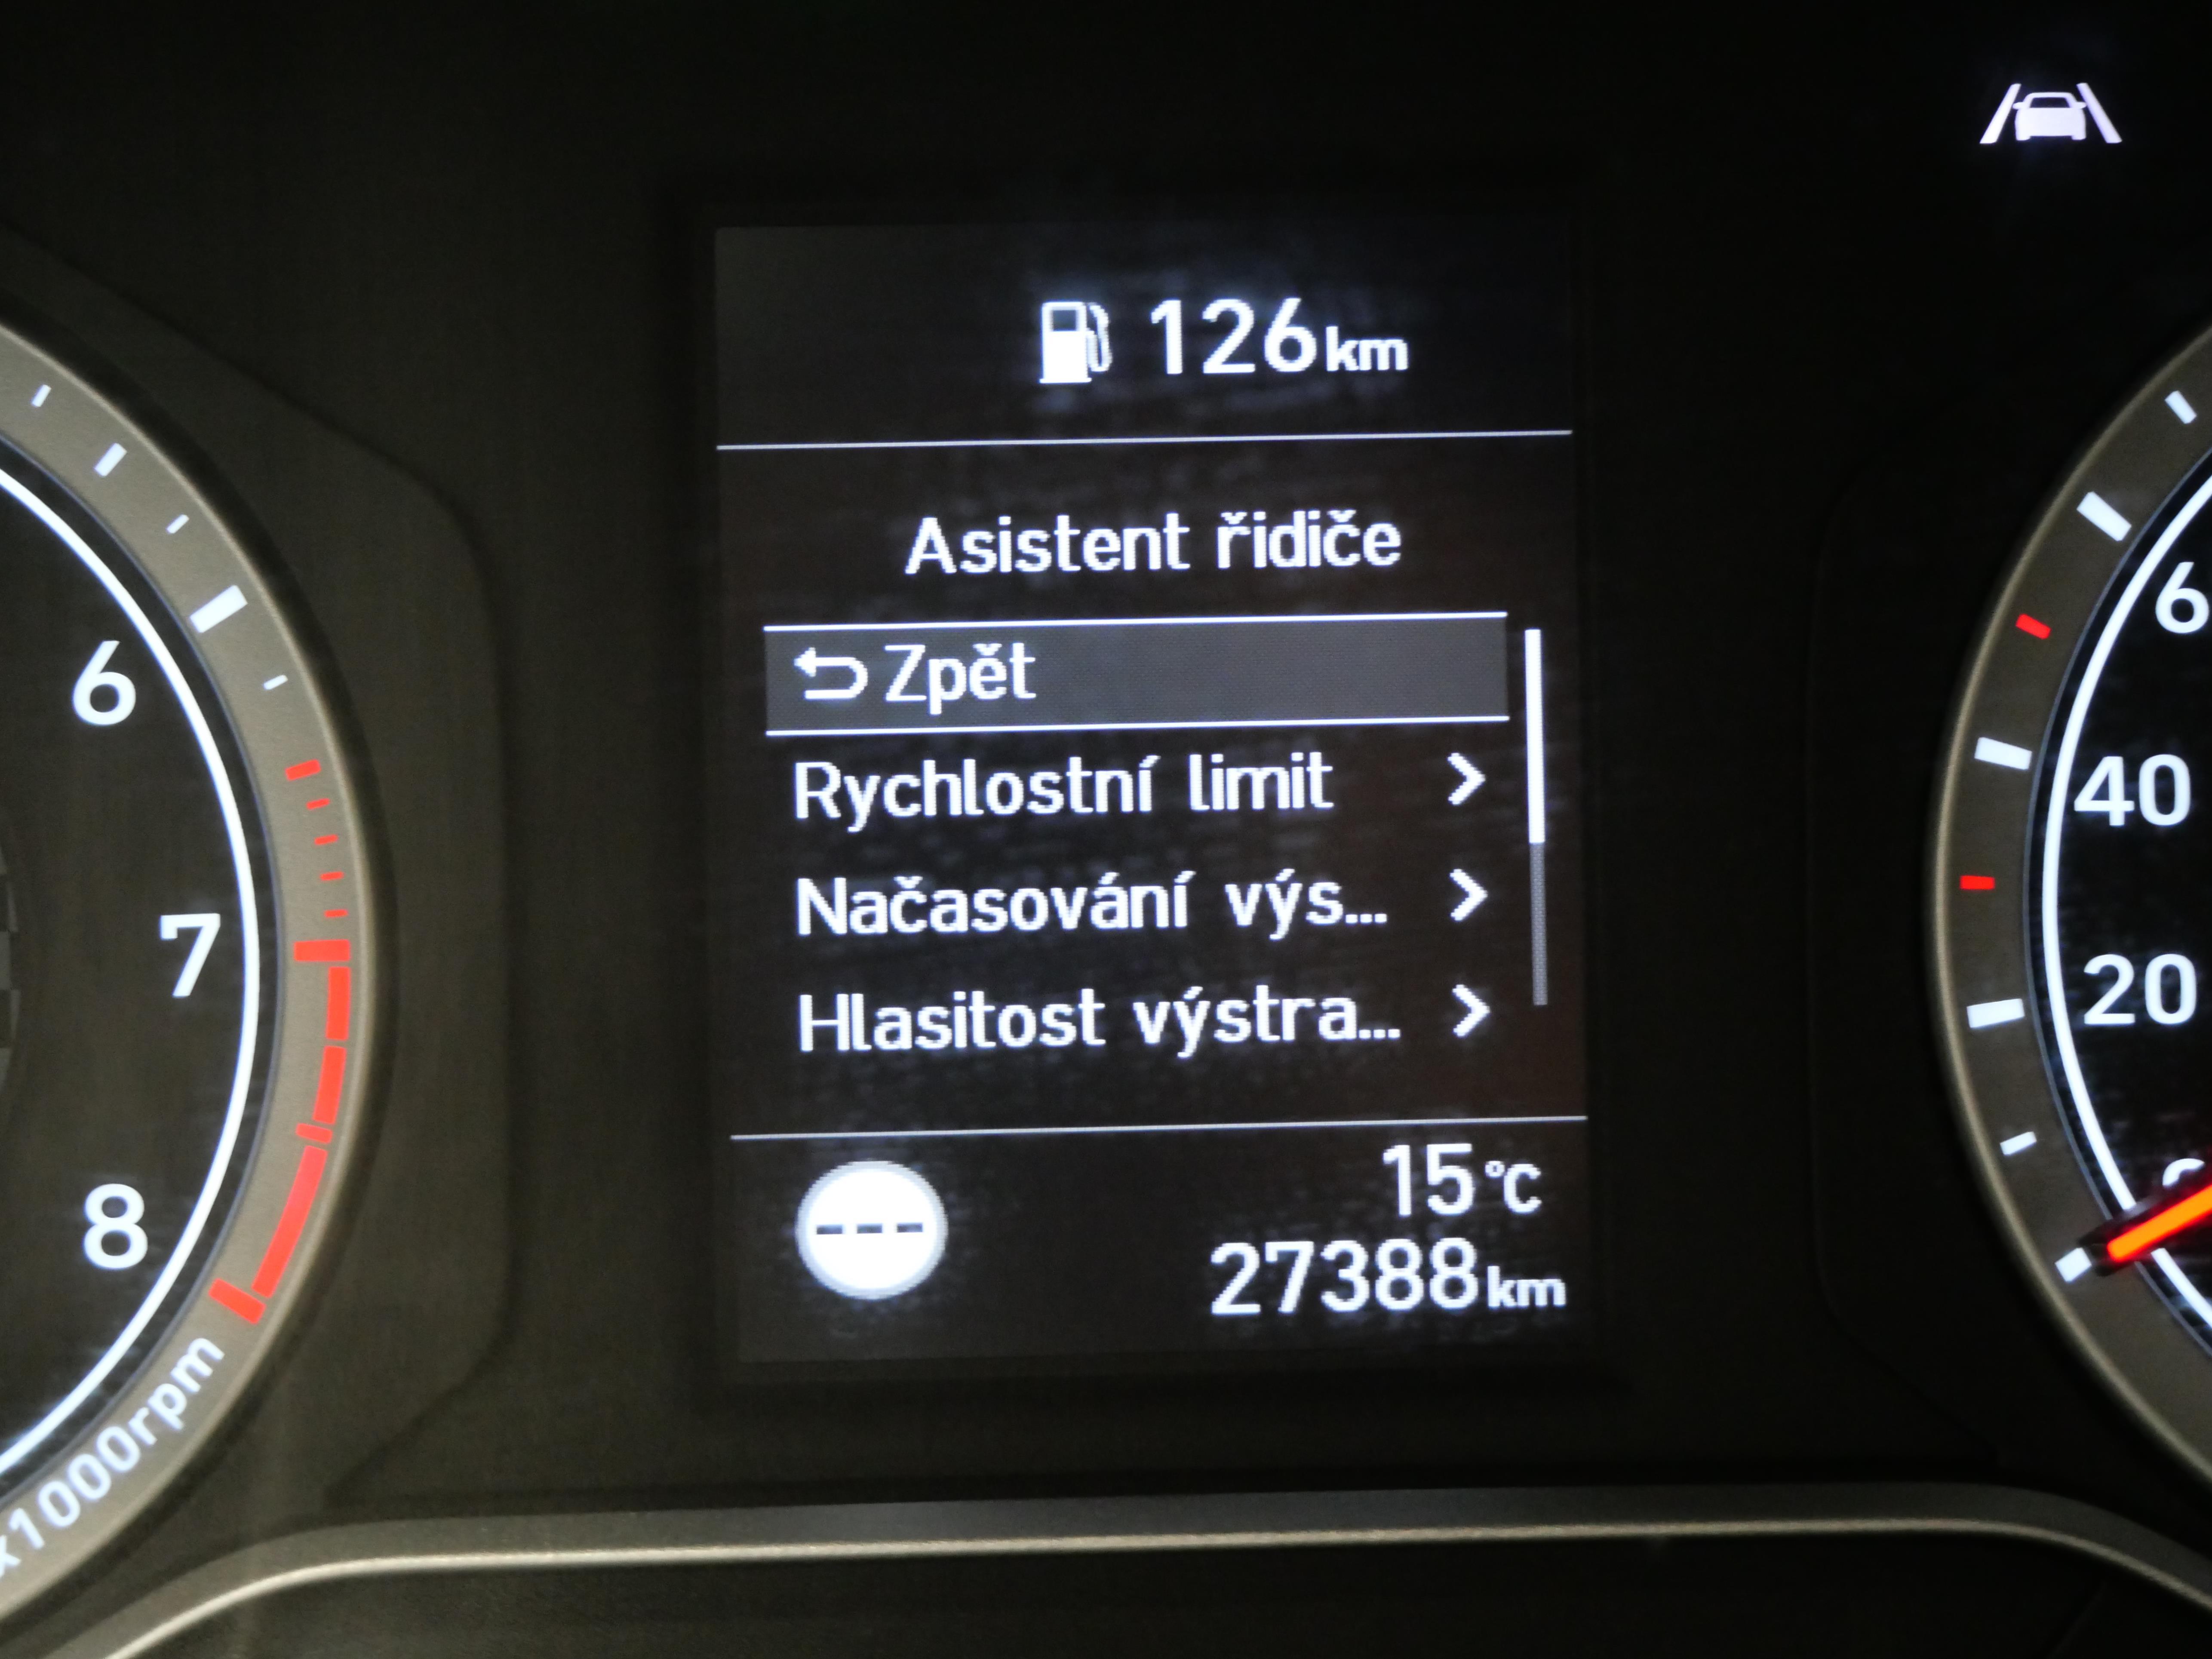 126km
Asistent řidiče
Zpět
Rychlostní limit
Načasování výs...
Hlasitost výstra...
---
15°C
27388km
6
7
8
x1000rpm
6
40
20